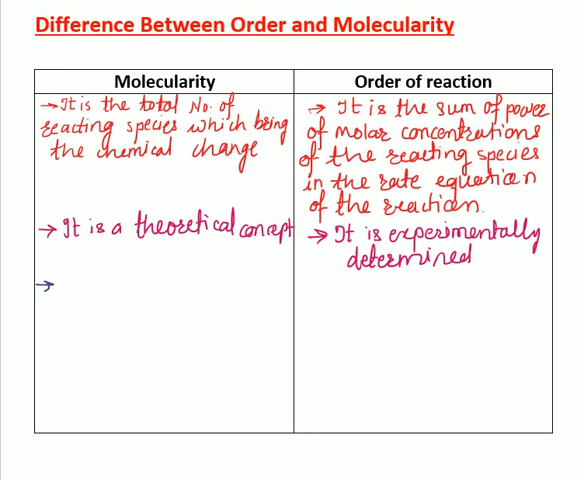 Difference Between Order and Molecularity
Molecularity
→ It is the total No. of
reacting species which being
the chemical change
→ It is a theoretical concept
→
Order of reaction
→ It is the sum of power
of molar concentrations
of the reacting species
in the rate equation
of the reaction.
→ It is experimentally
determined